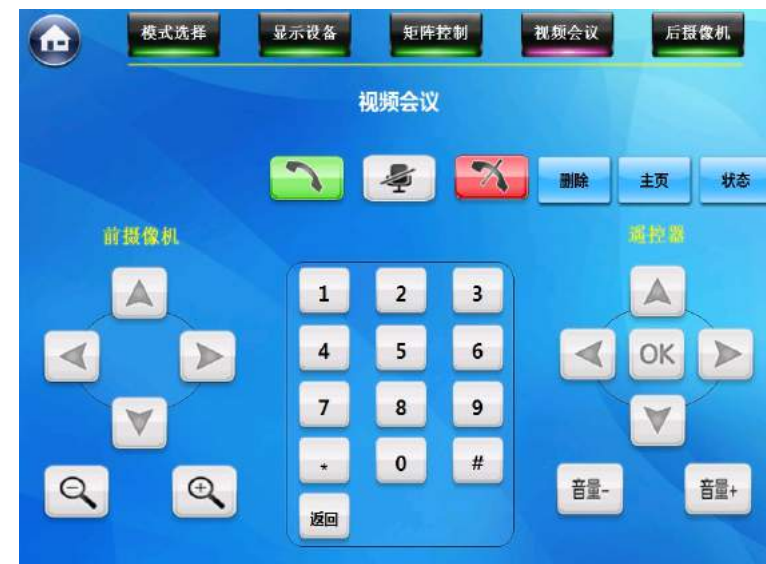 模式选择 显示设备 矩阵控制 视频会议 后摄像机
视频会议
删除 主页 状态
前摄像机 遥控器
1 2 3
4 5 6 OK
7 8 9
* 0 #
音量- 音量+
返回